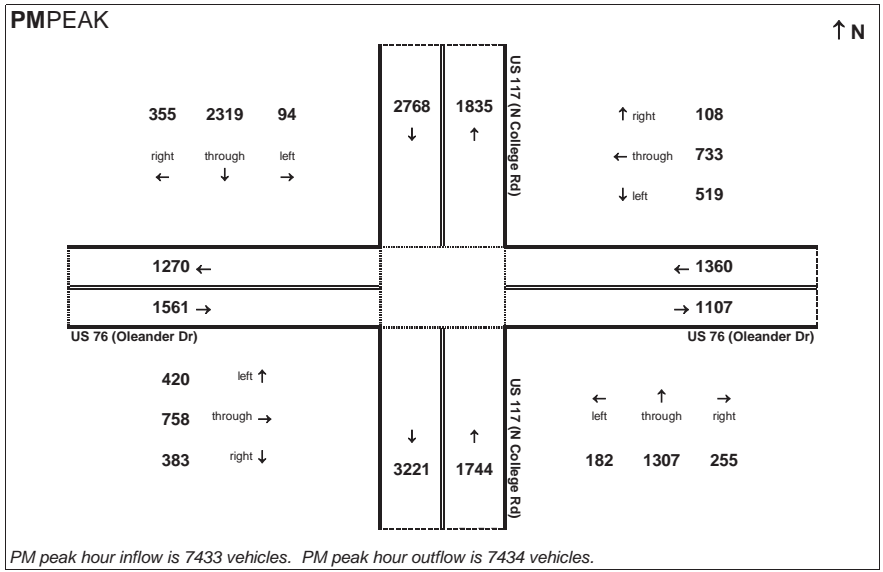 PMPEAK
↑ N
US 117 (N College Rd)
2768 1835
↓ ↑
355 2319 94
right through left
← ↓ →
↑ right 108
← through 733
↓ left 519
1270 ← ← 1360
1561 → → 1107
US 76 (Oleander Dr) US 76 (Oleander Dr)
420 left ↑
758 through →
383 right ↓
↓ ↑
3221 1744
US 117 (N College Rd)
← ↑ →
left through right
182 1307 255
PM peak hour inflow is 7433 vehicles. PM peak hour outflow is 7434 vehicles.